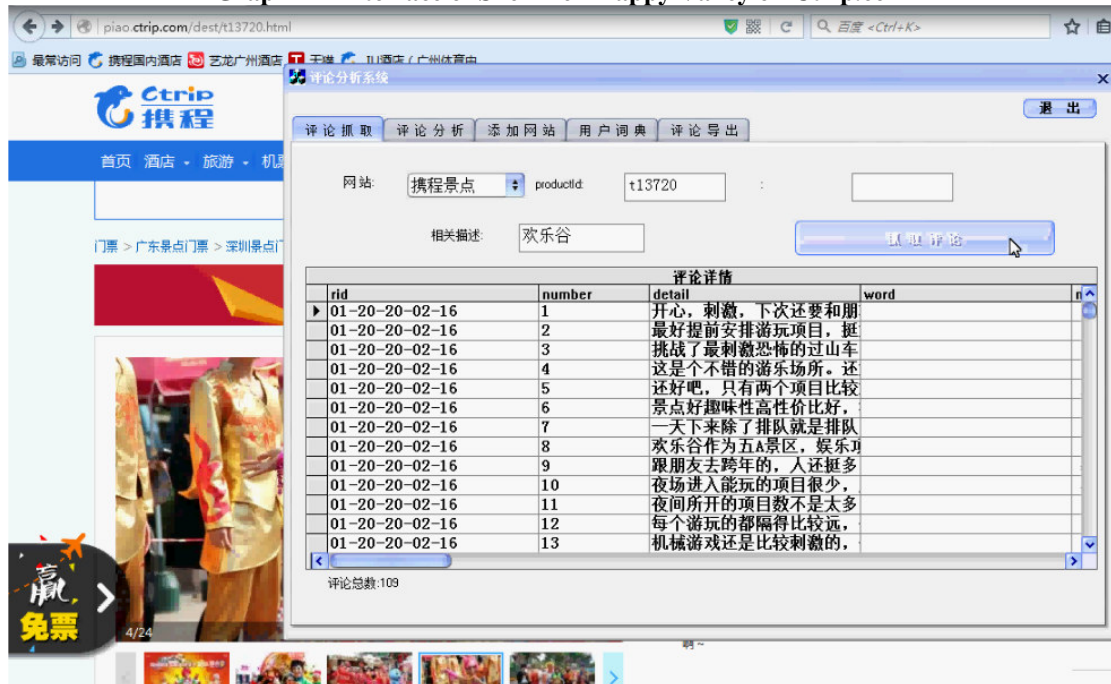 piao.ctrip.com/dest/t13720.html
百度 <Ctrl+K>
最常访问 携程国内酒店 艺龙广州酒店
评论分析系统
x
Ctrip
携程
退 出
评论抓取 评论分析 添加网站 用户词典 评论导出
首页 酒店 旅游
网站: 携程景点 productId: t13720 :
相关描述: 欢乐谷 抓取评论
门票 > 广东景点门票 > 深圳景点门
评论详情
rid number detail word
01-20-20-02-16 1 开心，刺激，下次还要和朋
01-20-20-02-16 2 最好提前安排游玩项目，挺
01-20-20-02-16 3 挑战了最刺激恐怖的过山车
01-20-20-02-16 4 这是个不错的游乐场所。还
01-20-20-02-16 5 还好吧，只有两个项目比较
01-20-20-02-16 6 景点好趣味性高性价比好，
01-20-20-02-16 7 一天下来除了排队就是排队
01-20-20-02-16 8 欢乐谷作为五A景区，娱乐项
01-20-20-02-16 9 跟朋友去跨年的，人还挺多
01-20-20-02-16 10 夜场进入能玩的项目很少，
01-20-20-02-16 11 夜间所开的项目数不是太多
01-20-20-02-16 12 每个游玩的都隔得比较远，
01-20-20-02-16 13 机械游戏还是比较刺激的，
评论总数:109
赢
免票
4/24